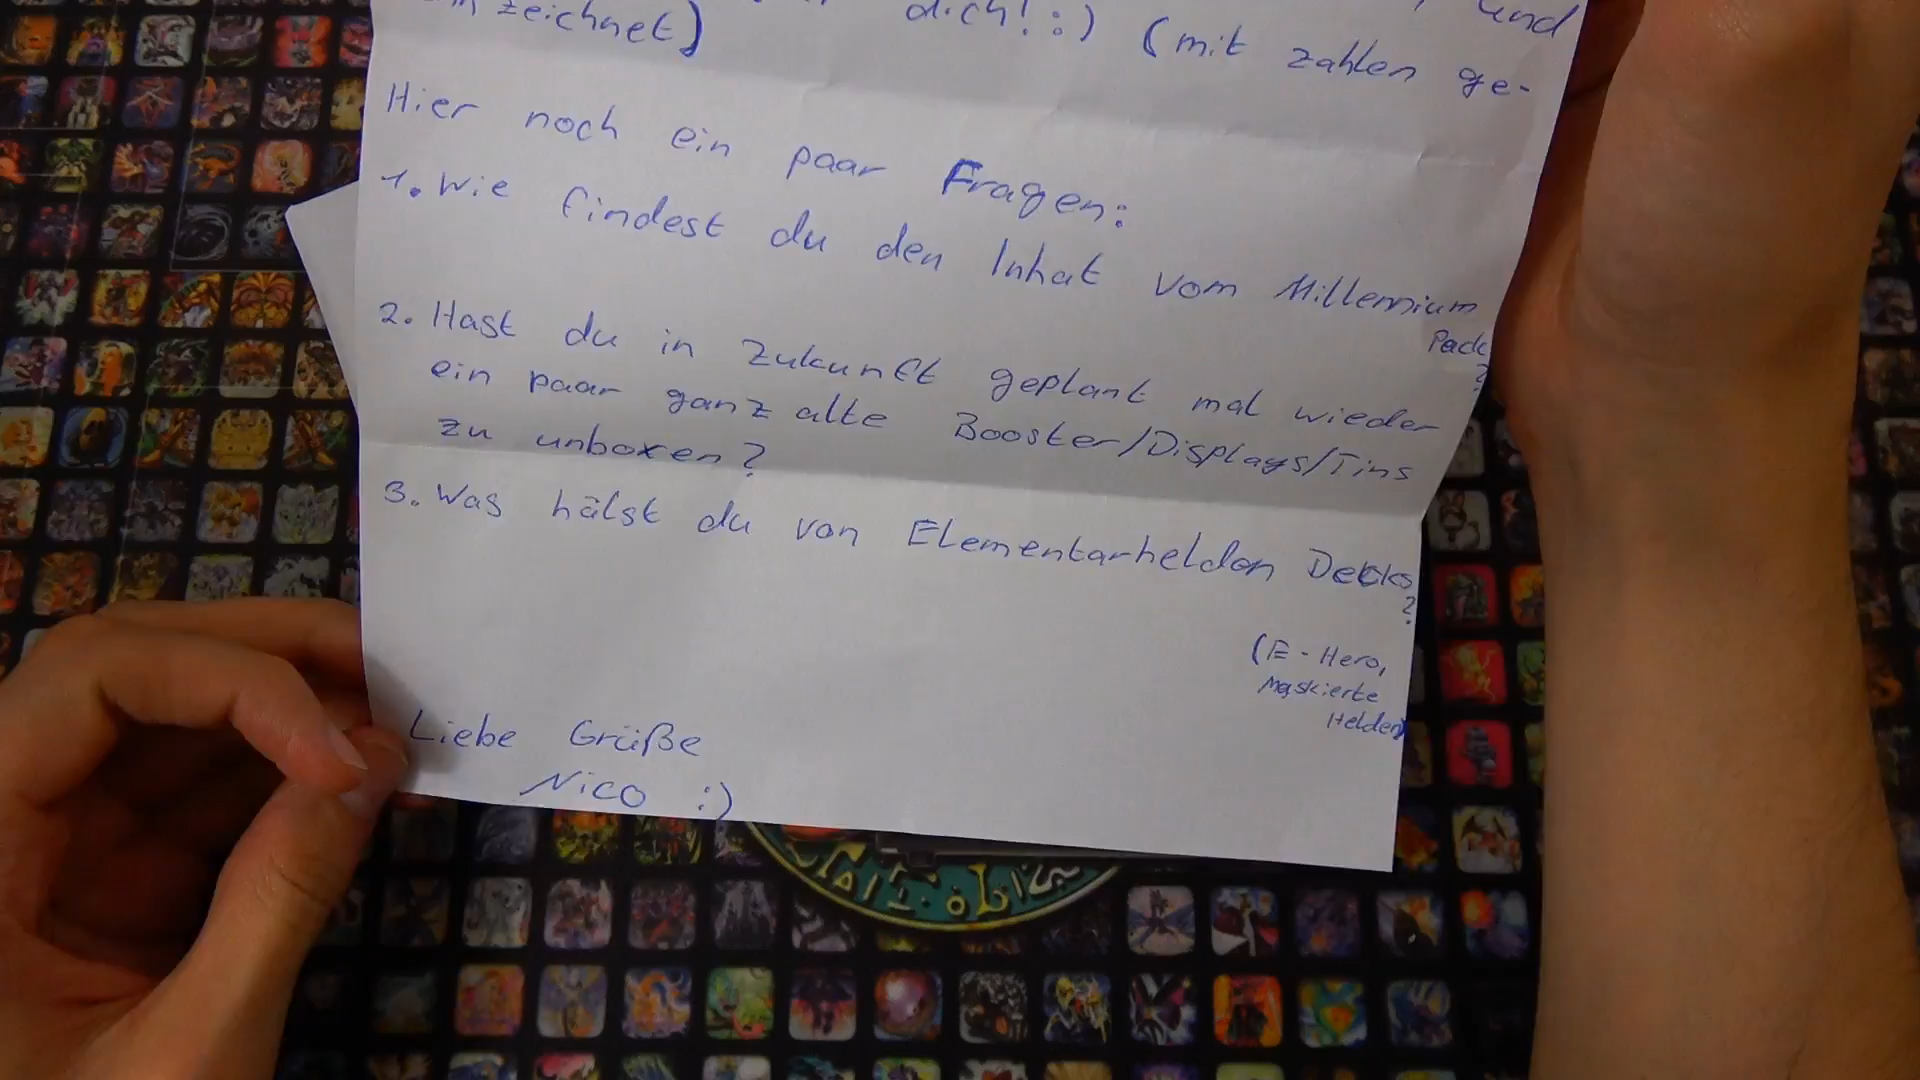 und
dich! :) (mit zahlen ge-
zeichnet)
Hier noch ein paar Fragen:
1. Wie findest du den Inhat vom Millennium
Pack
?
2. Hast du in Zukunft geplant mal wieder
ein paar ganz alte Booster/Displays/Tins
zu unboxen?
3. Was hälst du von Elementarhelden Decks
?
(E-Hero,
Maskierte
Helden)
Liebe Grüße
Nico :)